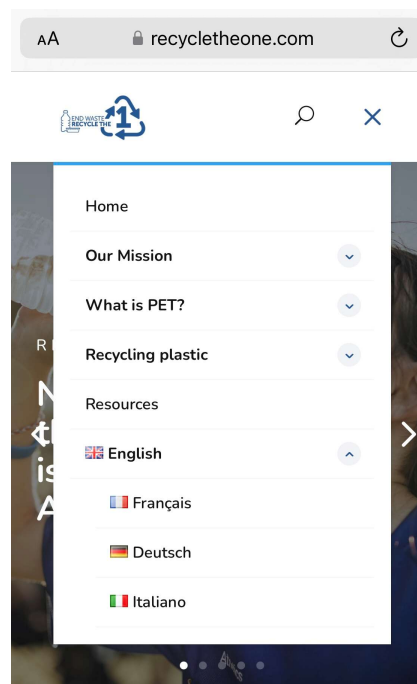 AA
recycletheone.com
END WASTE
RECYCLE THE 1
Home
Our Mission
What is PET?
Recycling plastic
Resources
English
Français
Deutsch
Italiano